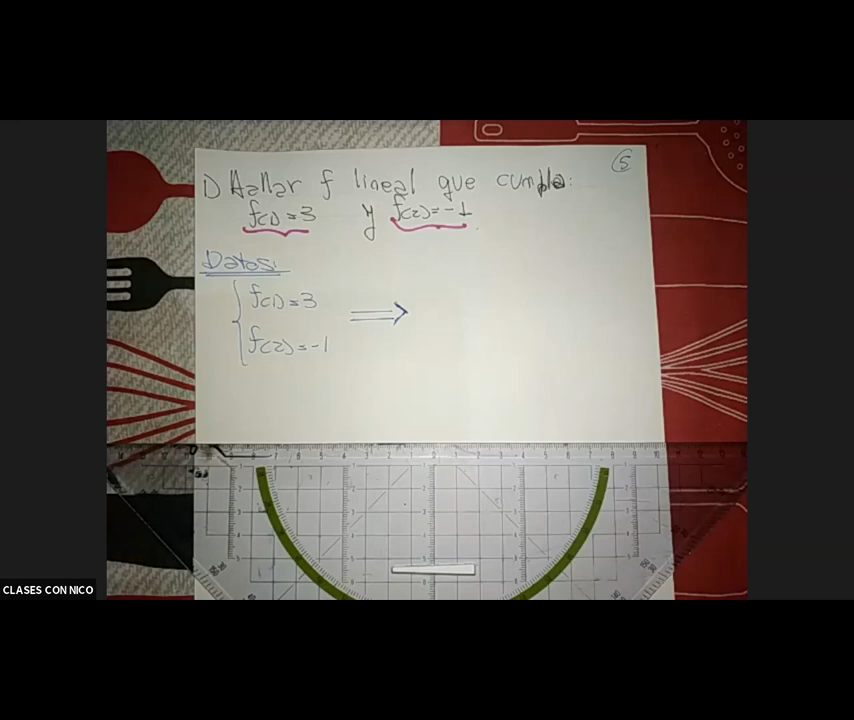 ⑤
1) Hallar f lineal que cumpla:
f(1) = 3 y f(2) = -1.
Datos:
f(1) = 3 ⟹
f(2) = -1
CLASES CON NICO